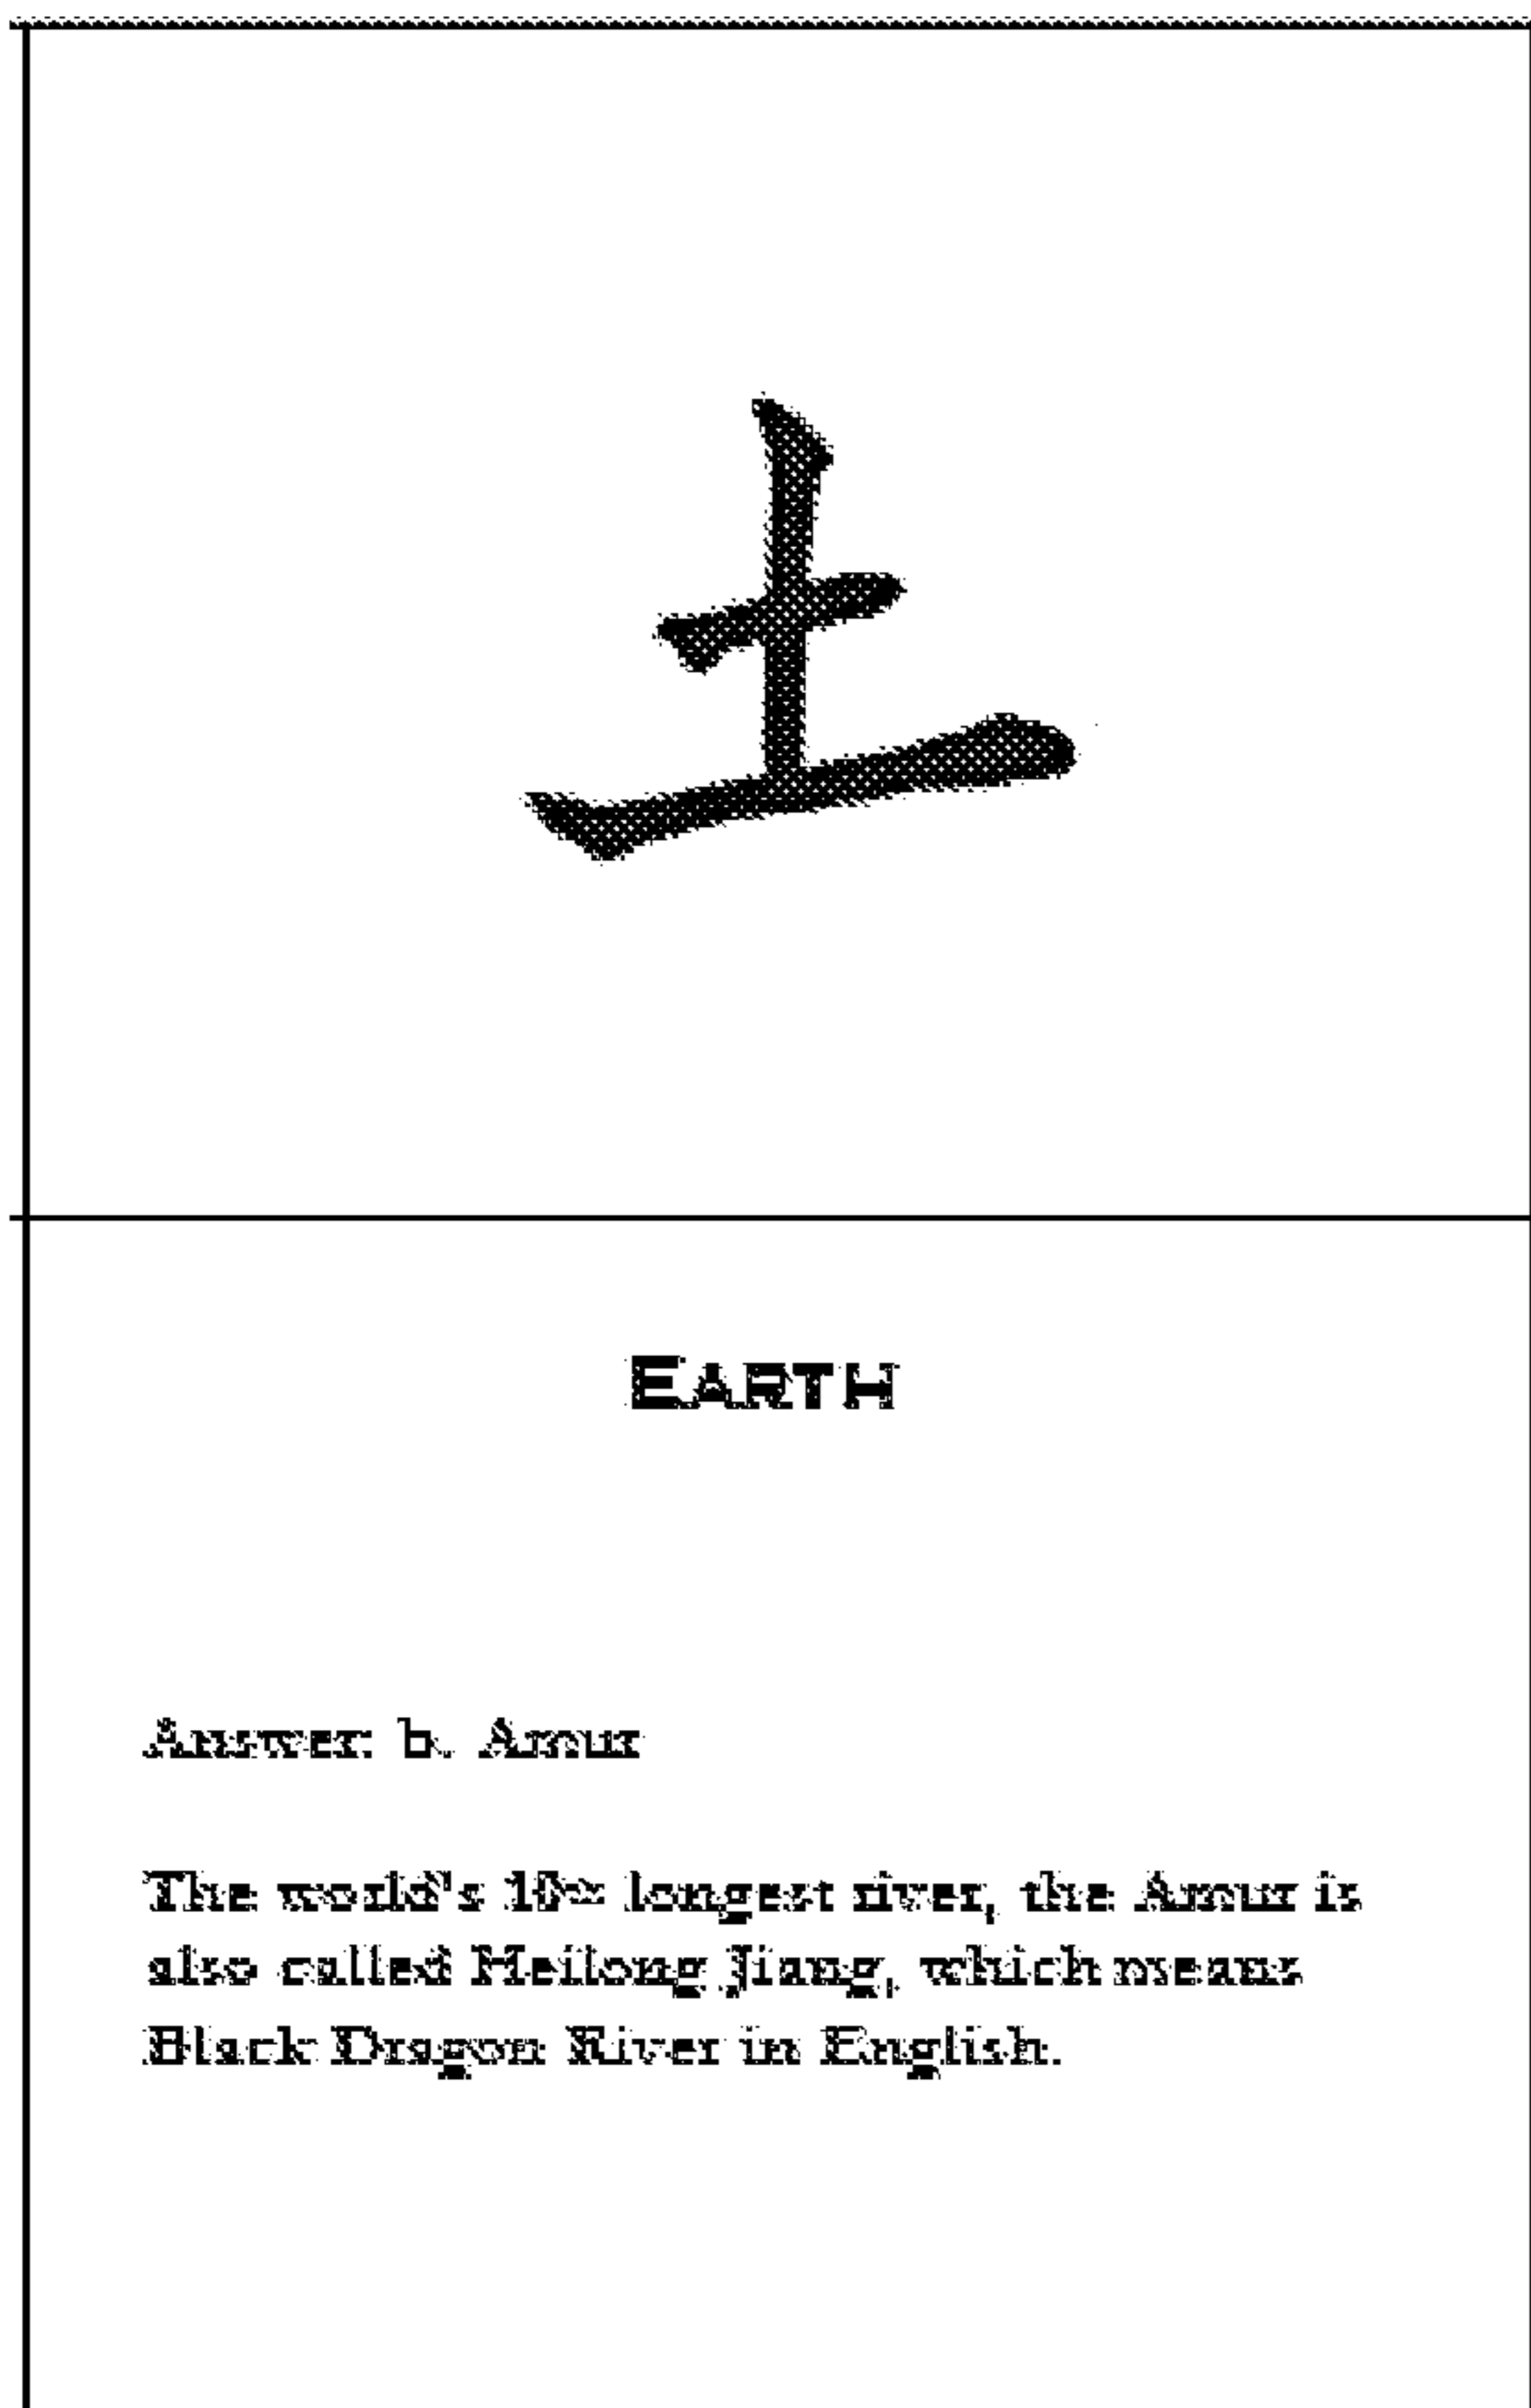 土
EARTH
Answer: b. Amur
The world's 10th longest river, the Amur is
also called Heilong Jiang, which means
Black Dragon River in English.